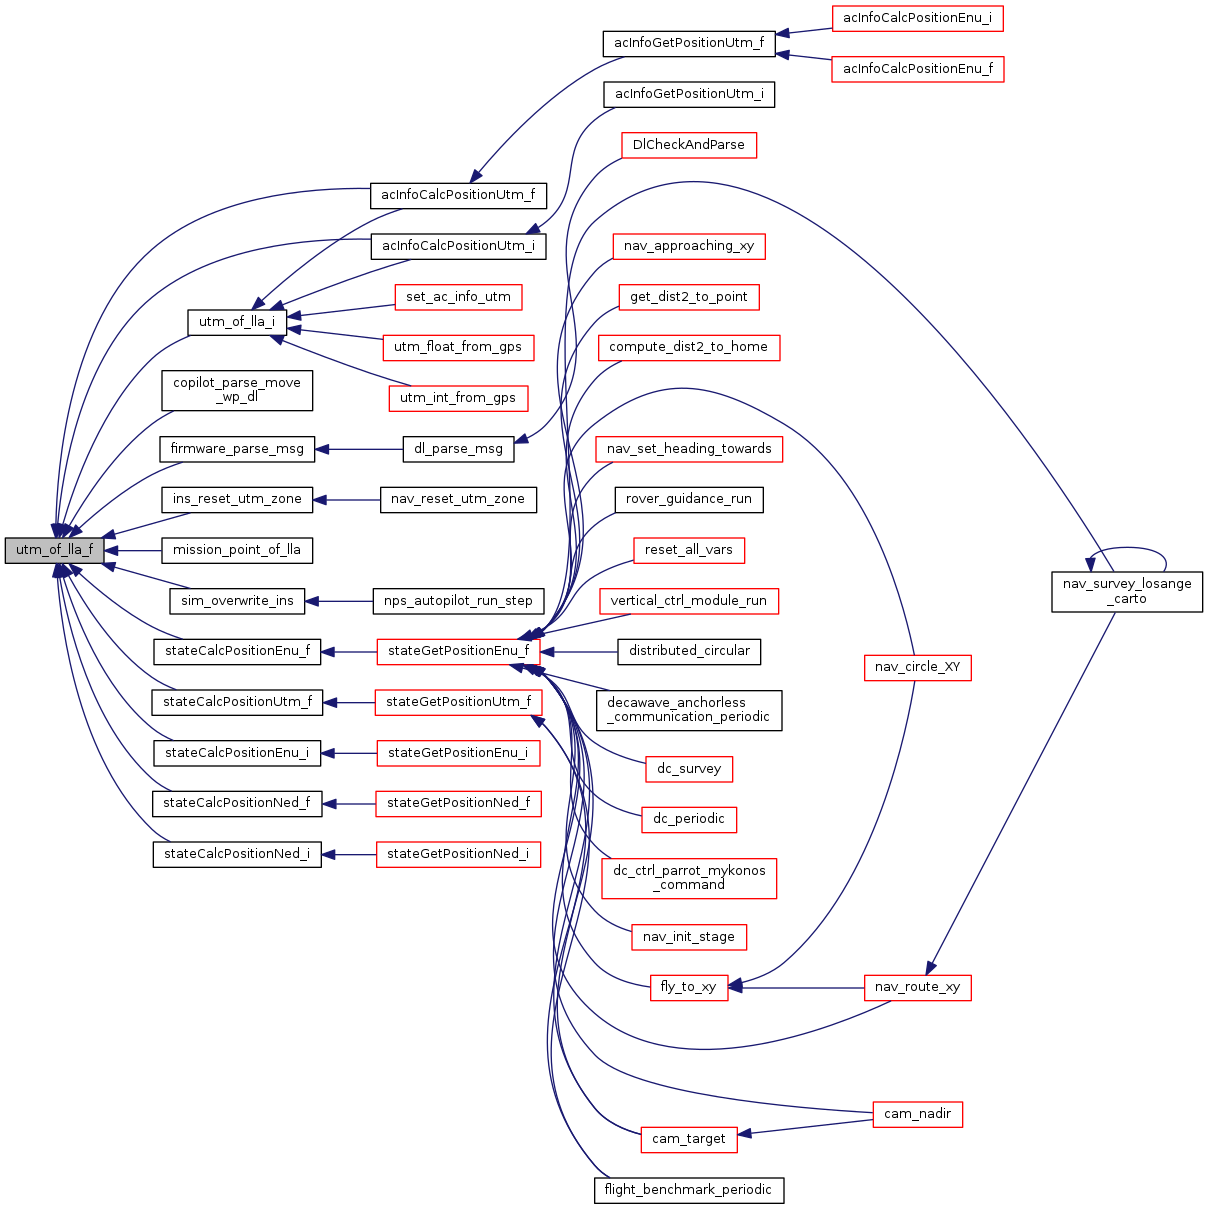 acInfoCalcPositionEnu_i
acInfoGetPositionUtm_f
acInfoCalcPositionEnu_f
acInfoGetPositionUtm_i
DlCheckAndParse
acInfoCalcPositionUtm_f
acInfoCalcPositionUtm_i
nav_approaching_xy
set_ac_info_utm
get_dist2_to_point
utm_of_lla_i
utm_float_from_gps
compute_dist2_to_home
copilot_parse_move
_wp_dl
utm_int_from_gps
firmware_parse_msg
dl_parse_msg
nav_set_heading_towards
ins_reset_utm_zone
nav_reset_utm_zone
rover_guidance_run
utm_of_lla_f
mission_point_of_lla
reset_all_vars
nav_survey_losange
_carto
sim_overwrite_ins
nps_autopilot_run_step
vertical_ctrl_module_run
stateCalcPositionEnu_f
stateGetPositionEnu_f
distributed_circular
nav_circle_XY
stateCalcPositionUtm_f
stateGetPositionUtm_f
decawave_anchorless
_communication_periodic
stateCalcPositionEnu_i
stateGetPositionEnu_i
dc_survey
stateCalcPositionNed_f
stateGetPositionNed_f
dc_periodic
stateCalcPositionNed_i
stateGetPositionNed_i
dc_ctrl_parrot_mykonos
_command
nav_init_stage
fly_to_xy
nav_route_xy
cam_nadir
cam_target
flight_benchmark_periodic